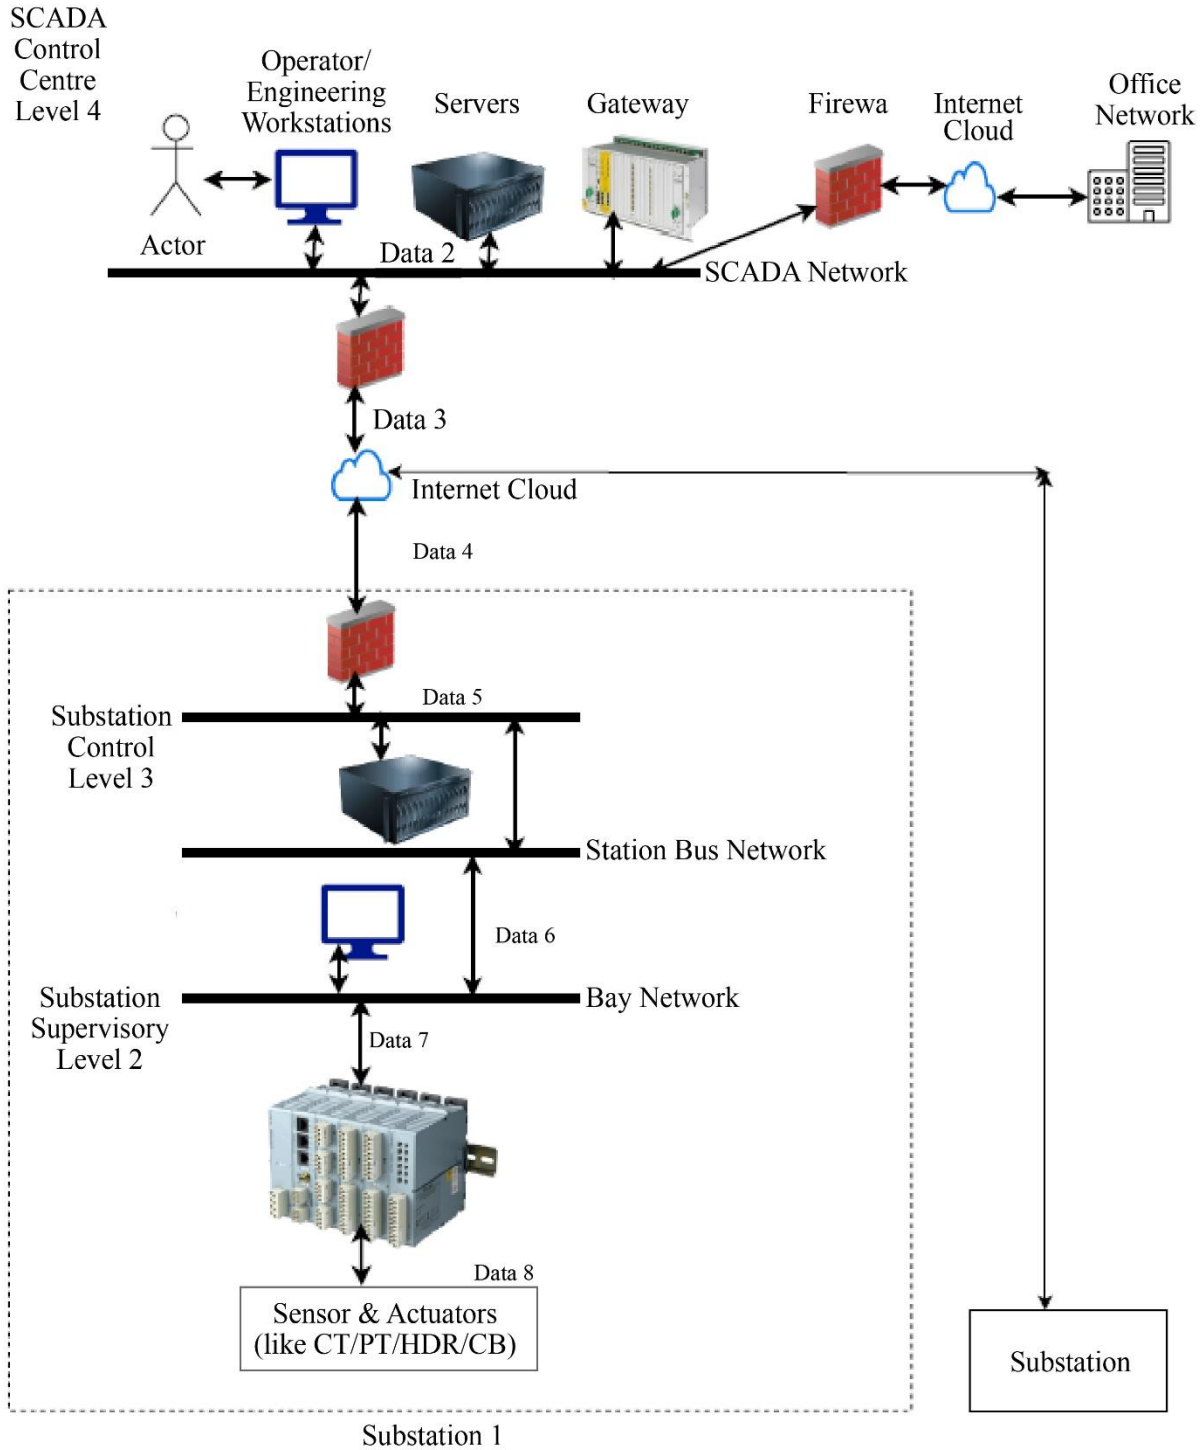 SCADA
Control
Centre
Level 4
Operator/
Engineering
Workstations
Servers
Gateway
Firewa
Internet
Cloud
Office
Network
Actor
Data 2
SCADA Network
Data 3
Internet Cloud
Data 4
Data 5
Substation
Control
Level 3
Station Bus Network
Data 6
Substation
Supervisory
Level 2
Bay Network
Data 7
Data 8
Sensor & Actuators
(like CT/PT/HDR/CB)
Substation
Substation 1